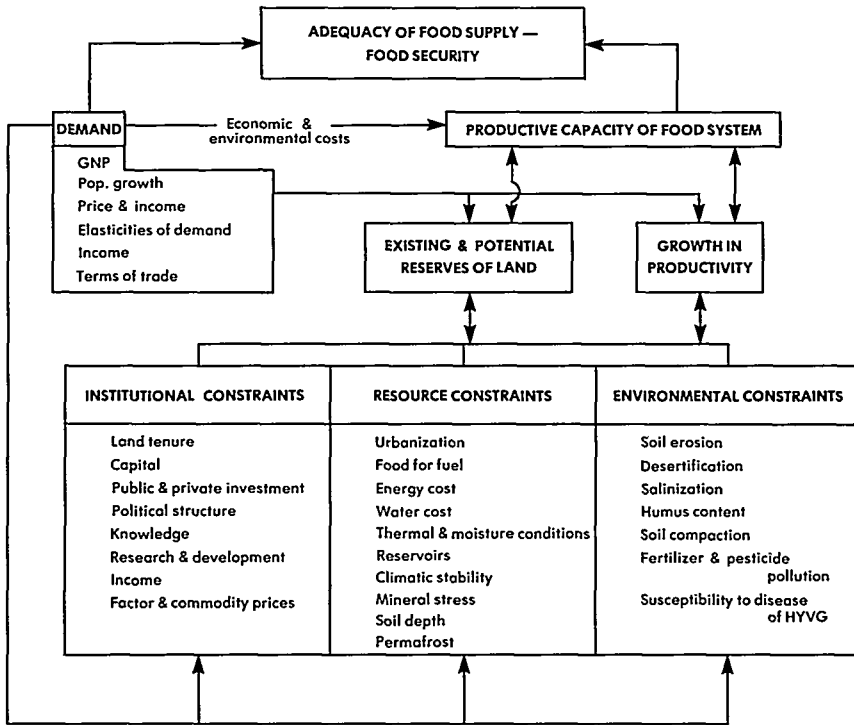 ADEQUACY OF FOOD SUPPLY —
FOOD SECURITY
DEMAND
Economic &
environmental costs
PRODUCTIVE CAPACITY OF FOOD SYSTEM
GNP
Pop. growth
Price & income
Elasticities of demand
Income
Terms of trade
EXISTING & POTENTIAL
RESERVES OF LAND
GROWTH IN
PRODUCTIVITY
INSTITUTIONAL CONSTRAINTS
Land tenure
Capital
Public & private investment
Political structure
Knowledge
Research & development
Income
Factor & commodity prices
RESOURCE CONSTRAINTS
Urbanization
Food for fuel
Energy cost
Water cost
Thermal & moisture conditions
Reservoirs
Climatic stability
Mineral stress
Soil depth
Permafrost
ENVIRONMENTAL CONSTRAINTS
Soil erosion
Desertification
Salinization
Humus content
Soil compaction
Fertilizer & pesticide
pollution
Susceptibility to disease
of HYVG